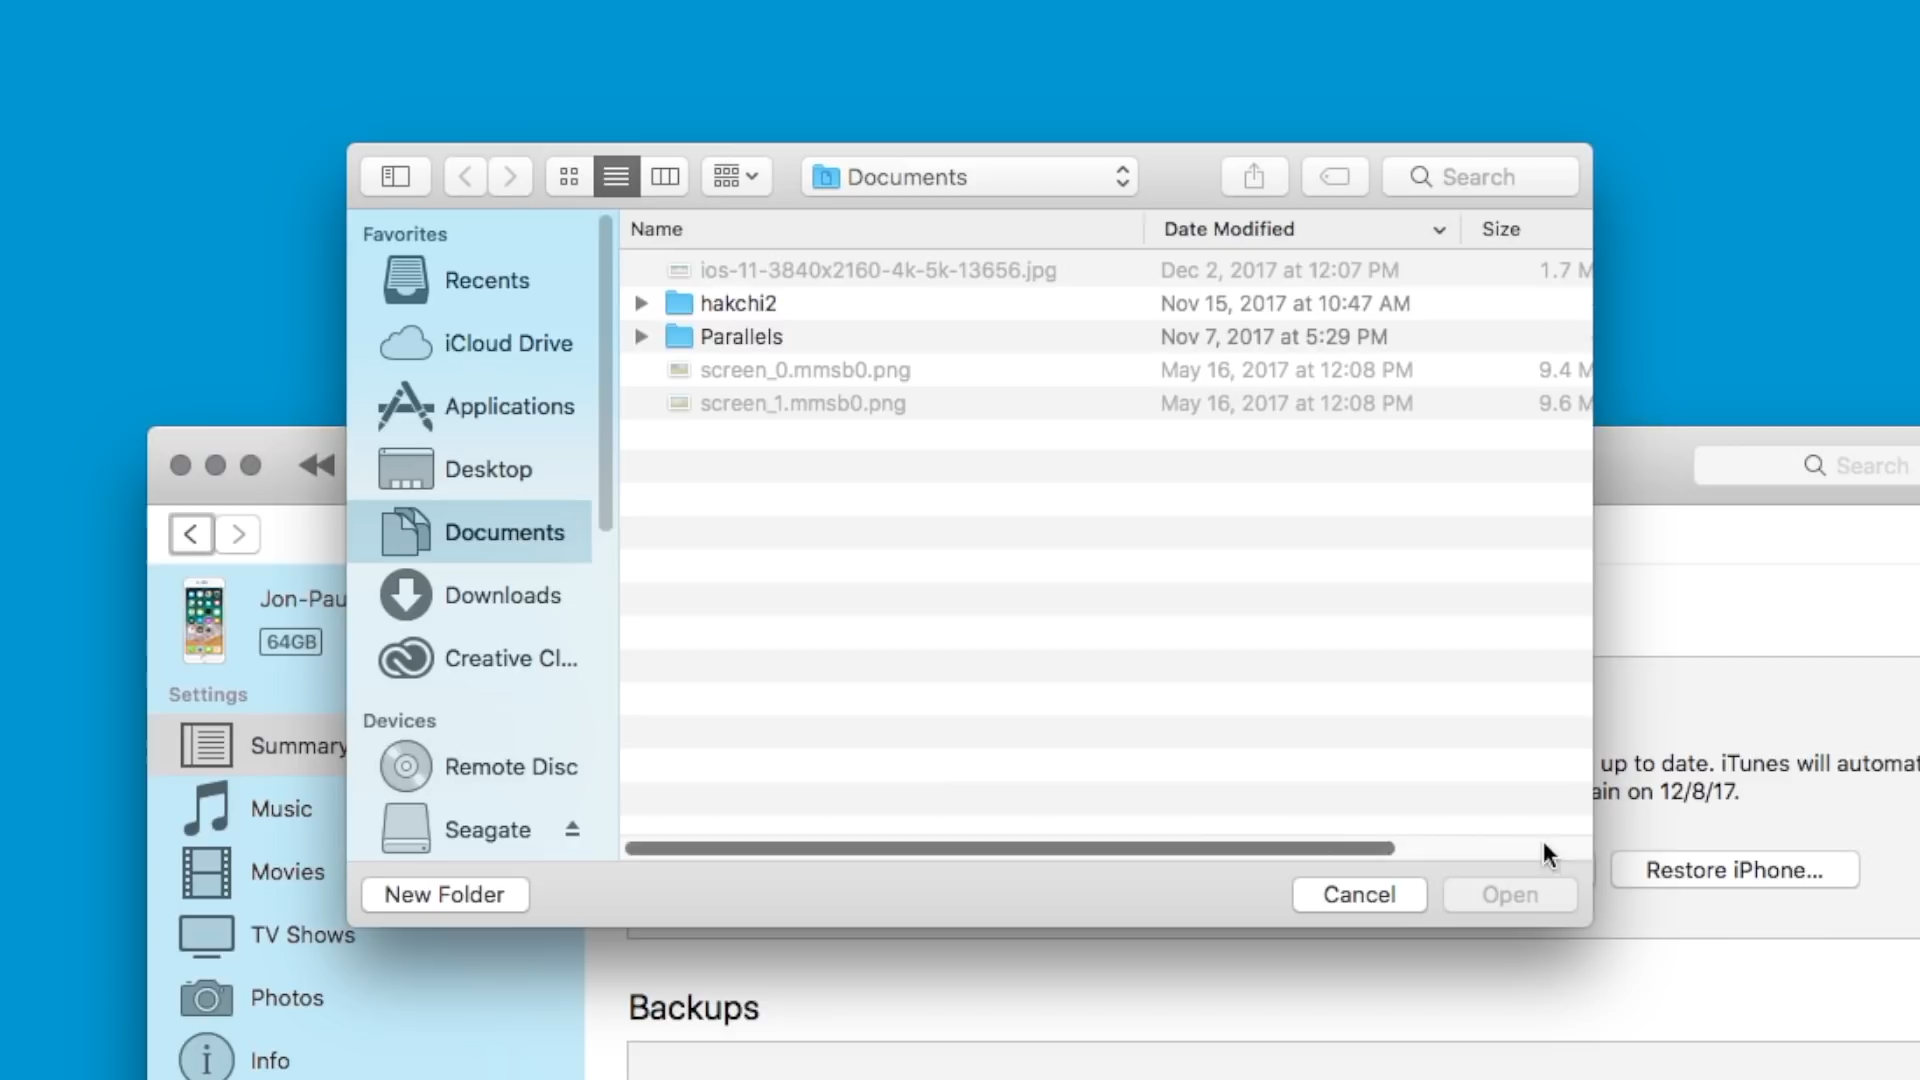 Documents
Search
Favorites
Recents
iCloud Drive
Applications
Desktop
Documents
Downloads
Creative Cl...
Devices
Remote Disc
Seagate
Name Date Modified Size
ios-11-3840x2160-4k-5k-13656.jpg Dec 2, 2017 at 12:07 PM 1.7 M
hakchi2 Nov 15, 2017 at 10:47 AM
Parallels Nov 7, 2017 at 5:29 PM
screen_0.mmsb0.png May 16, 2017 at 12:08 PM 9.4 M
screen_1.mmsb0.png May 16, 2017 at 12:08 PM 9.6 M
New Folder Cancel Open
Search
Jon-Pau
64GB
Settings
Summary
Music
Movies
TV Shows
Photos
Info
up to date. iTunes will automat
ain on 12/8/17.
Restore iPhone...
Backups